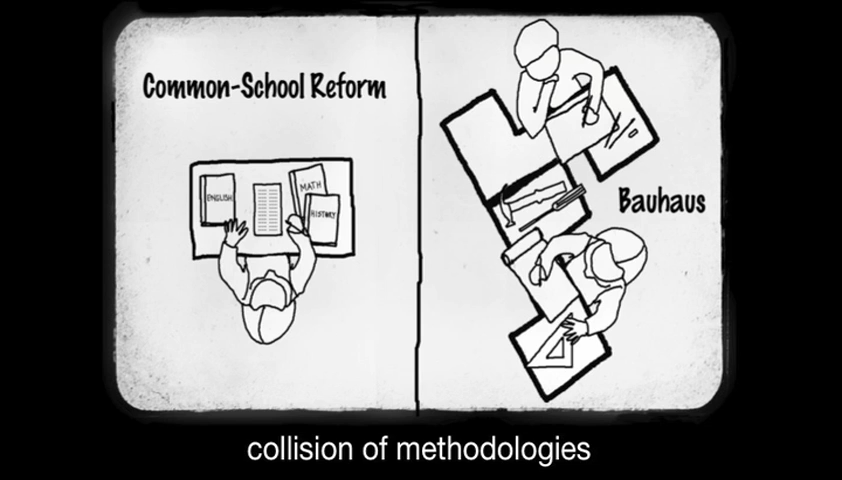 Common-School Reform
ENGLISH
MATH
HISTORY
Bauhaus
collision of methodologies